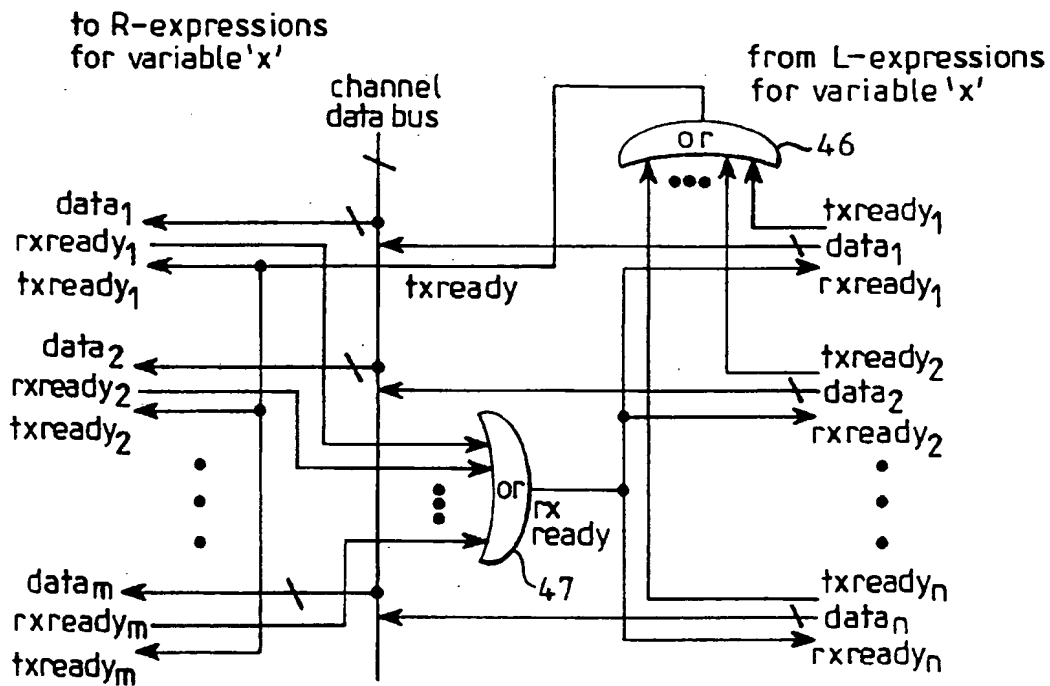 to R-expressions
for variable 'x'
channel
data bus
from L-expressions
for variable 'x'
or
46
data₁
rxready₁
txready₁
txready
txready₁
data₁
rxready₁
data₂
rxready₂
txready₂
txready₂
data₂
rxready₂
or
rx
ready
47
dataₘ
rxreadyₘ
txreadyₘ
txreadyₙ
dataₙ
rxreadyₙ